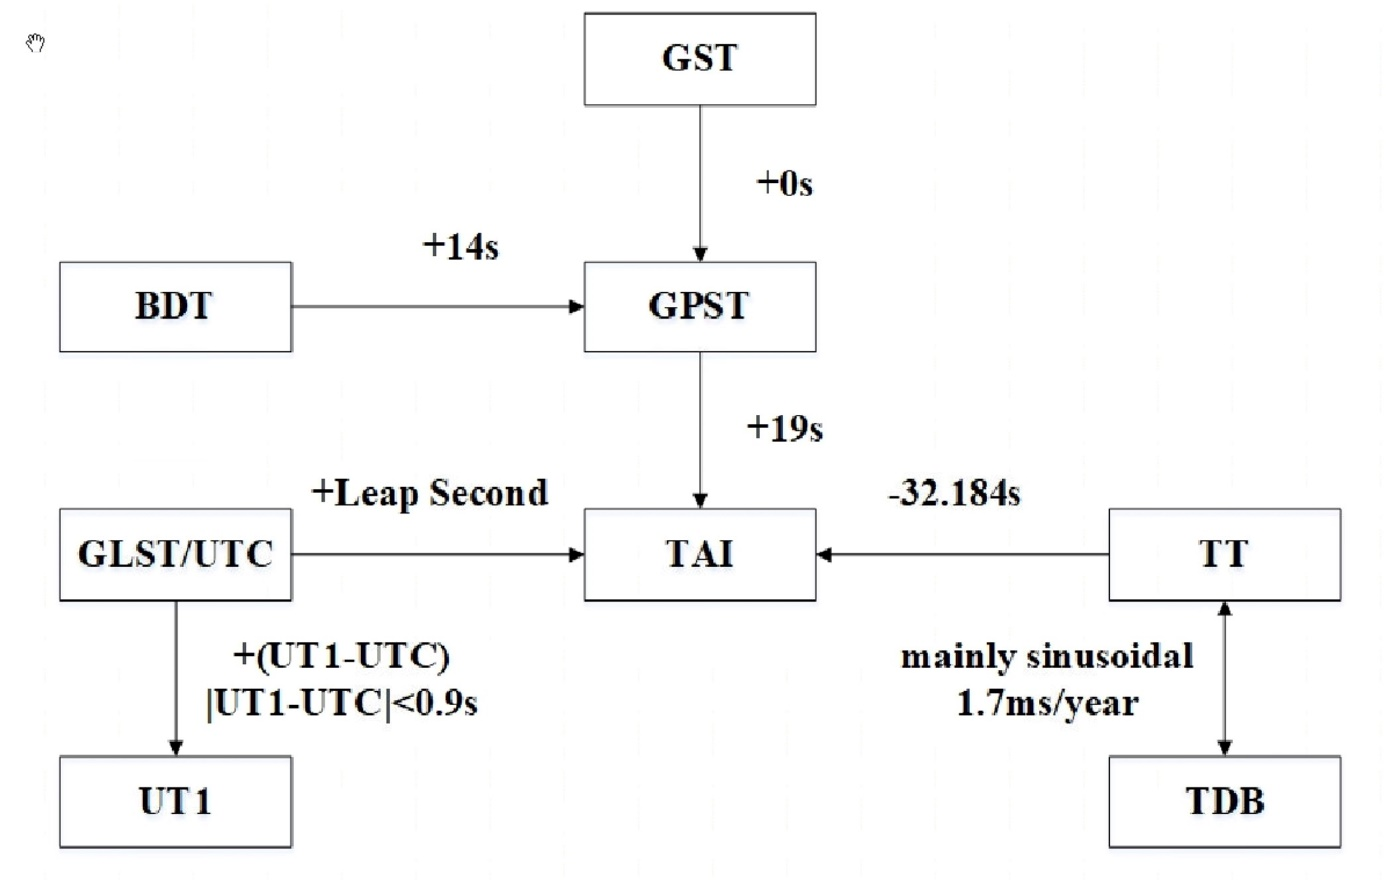 GST
+0s
+14s
BDT
GPST
+19s
+Leap Second
-32.184s
GLST/UTC
TAI
TT
+(UT1-UTC)
|UT1-UTC|<0.9s
mainly sinusoidal
1.7ms/year
UT1
TDB